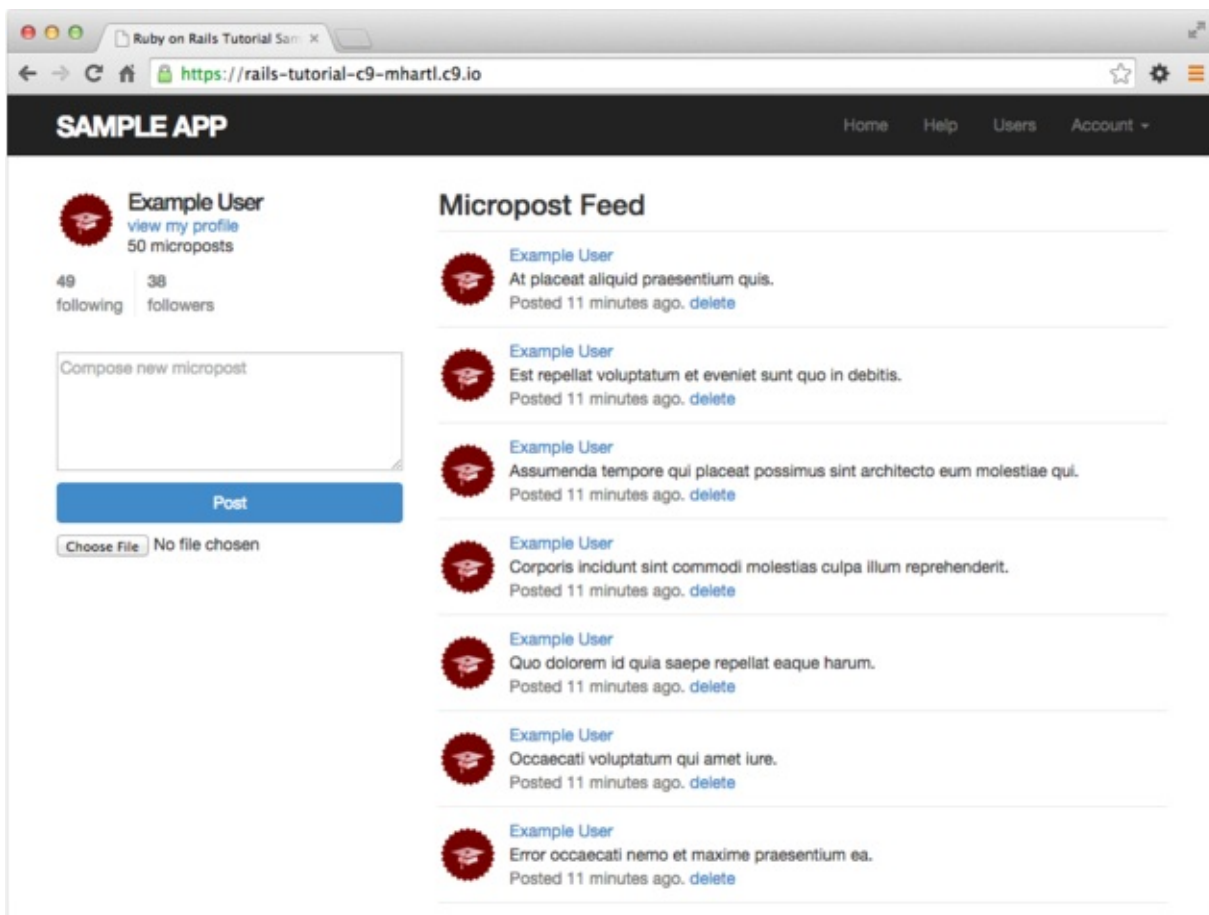 Ruby on Rails Tutorial Sam
https://rails-tutorial-c9-mhartl.c9.io
SAMPLE APP
Home Help Users Account
Example User
view my profile
50 microposts
49 38
following followers
Compose new micropost
Post
Choose File No file chosen
Micropost Feed
Example User
At placeat aliquid praesentium quis.
Posted 11 minutes ago. delete
Example User
Est repellat voluptatum et eveniet sunt quo in debitis.
Posted 11 minutes ago. delete
Example User
Assumenda tempore qui placeat possimus sint architecto eum molestiae qui.
Posted 11 minutes ago. delete
Example User
Corporis incidunt sint commodi molestias culpa illum reprehenderit.
Posted 11 minutes ago. delete
Example User
Quo dolorem id quia saepe repellat eaque harum.
Posted 11 minutes ago. delete
Example User
Occaecati voluptatum qui amet iure.
Posted 11 minutes ago. delete
Example User
Error occaecati nemo et maxime praesentium ea.
Posted 11 minutes ago. delete